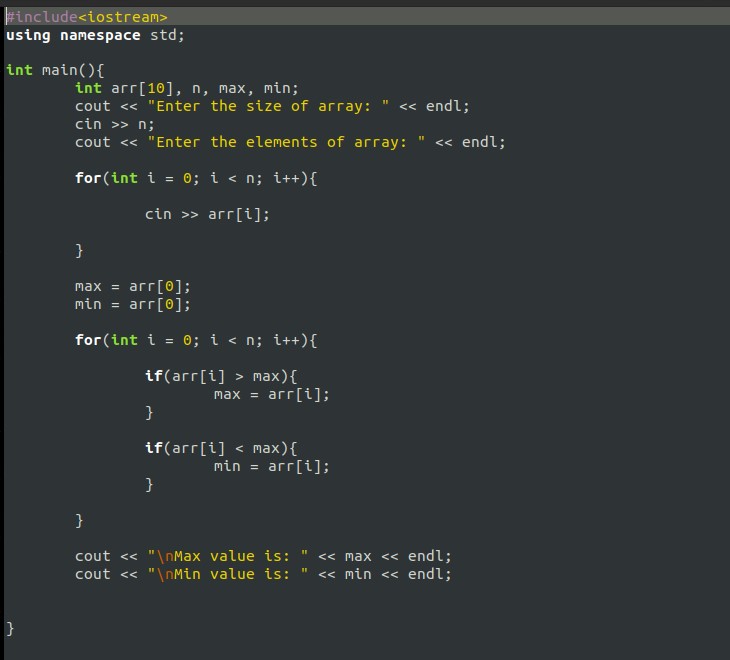 #include<iostream>
using namespace std;
int main(){
int arr[10], n, max, min;
cout << "Enter the size of array: " << endl;
cin >> n;
cout << "Enter the elements of array: " << endl;
for(int i = 0; i < n; i++){
cin >> arr[i];
}
max = arr[0];
min = arr[0];
for(int i = 0; i < n; i++){
if(arr[i] > max){
max = arr[i];
}
if(arr[i] < max){
min = arr[i];
}
}
cout << "\nMax value is: " << max << endl;
cout << "\nMin value is: " << min << endl;
}